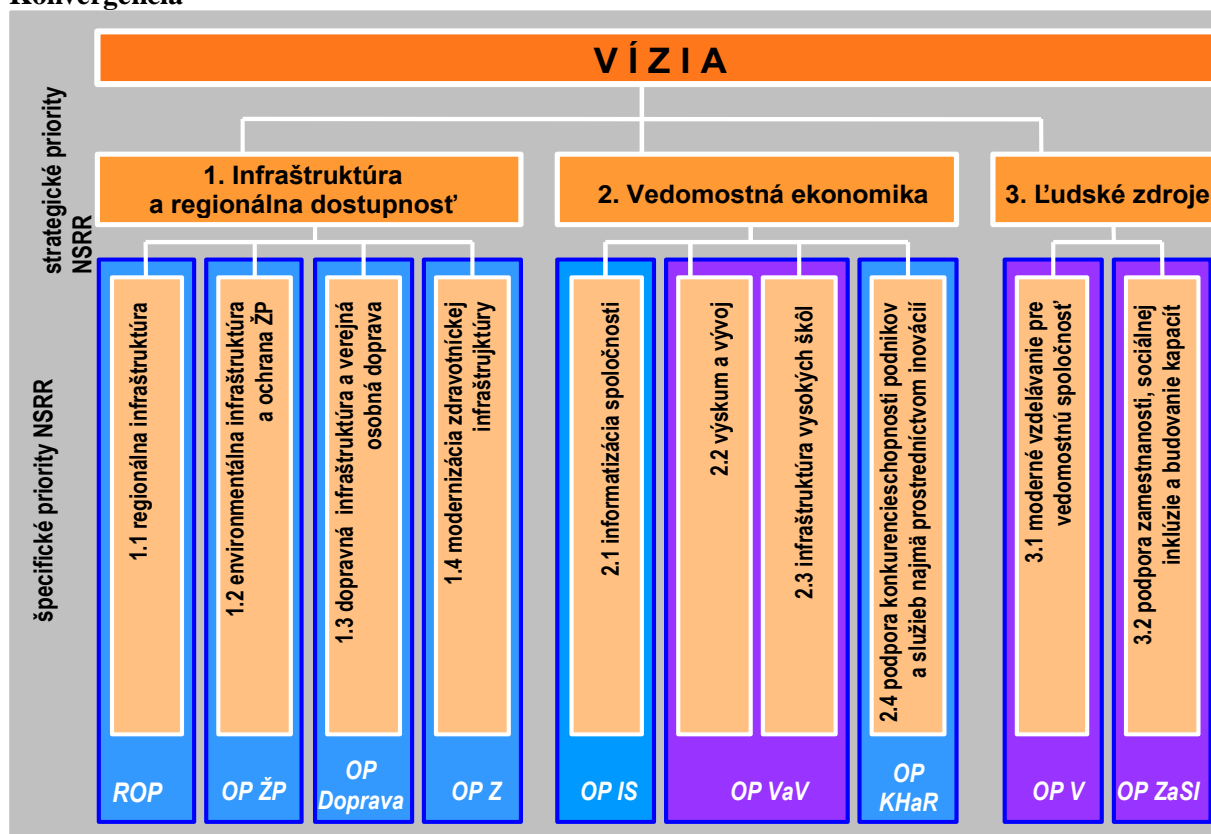 Konvergencia
V Í Z I A
strategické priority
NSRR
1. Infraštruktúra
a regionálna dostupnosť
2. Vedomostná ekonomika
3. Ľudské zdroje
špecifické priority NSRR
1.1 regionálna infraštruktúra
1.2 environmentálna infraštruktúra
a ochrana ŽP
1.3 dopravná infraštruktúra a verejná
osobná doprava
1.4 modernizácia zdravotníckej
infraštrujktúry
2.1 informatizácia spoločnosti
2.2 výskum a vývoj
2.3 infraštruktúra vysokých škôl
2.4 podpora konkurencieschopnosti podnikov
a služieb najmä prostredníctvom inovácií
3.1 moderné vzdelávanie pre
vedomostnú spoločnosť
3.2 podpora zamestnanosti, sociálnej
inklúzie a budovanie kapacít
ROP
OP ŽP
OP
Doprava
OP Z
OP IS
OP VaV
OP
KHaR
OP V
OP ZaSI